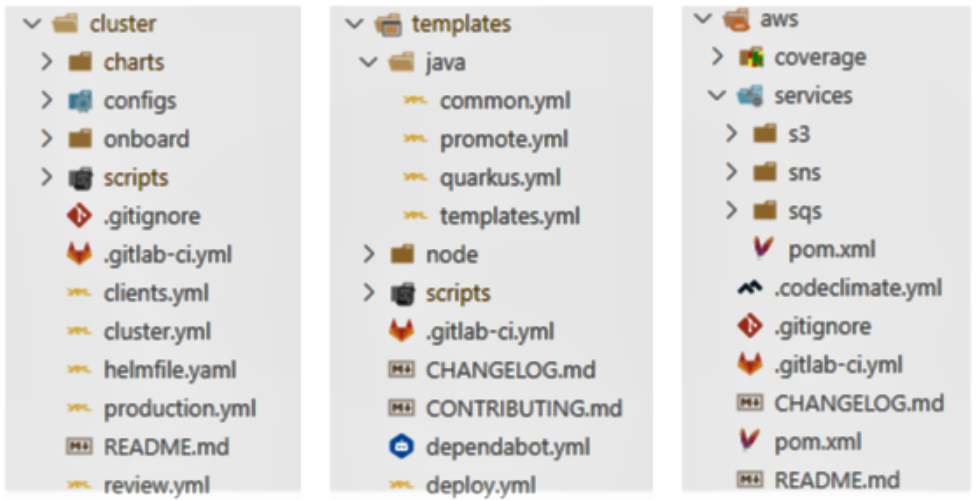 cluster
charts
configs
onboard
scripts
.gitignore
.gitlab-ci.yml
clients.yml
cluster.yml
helmfile.yaml
production.yml
README.md
review.yml
templates
java
common.yml
promote.yml
quarkus.yml
templates.yml
node
scripts
.gitlab-ci.yml
CHANGELOG.md
CONTRIBUTING.md
dependabot.yml
deploy.yml
aws
coverage
services
s3
sns
sqs
pom.xml
.codeclimate.yml
.gitignore
.gitlab-ci.yml
CHANGELOG.md
pom.xml
README.md